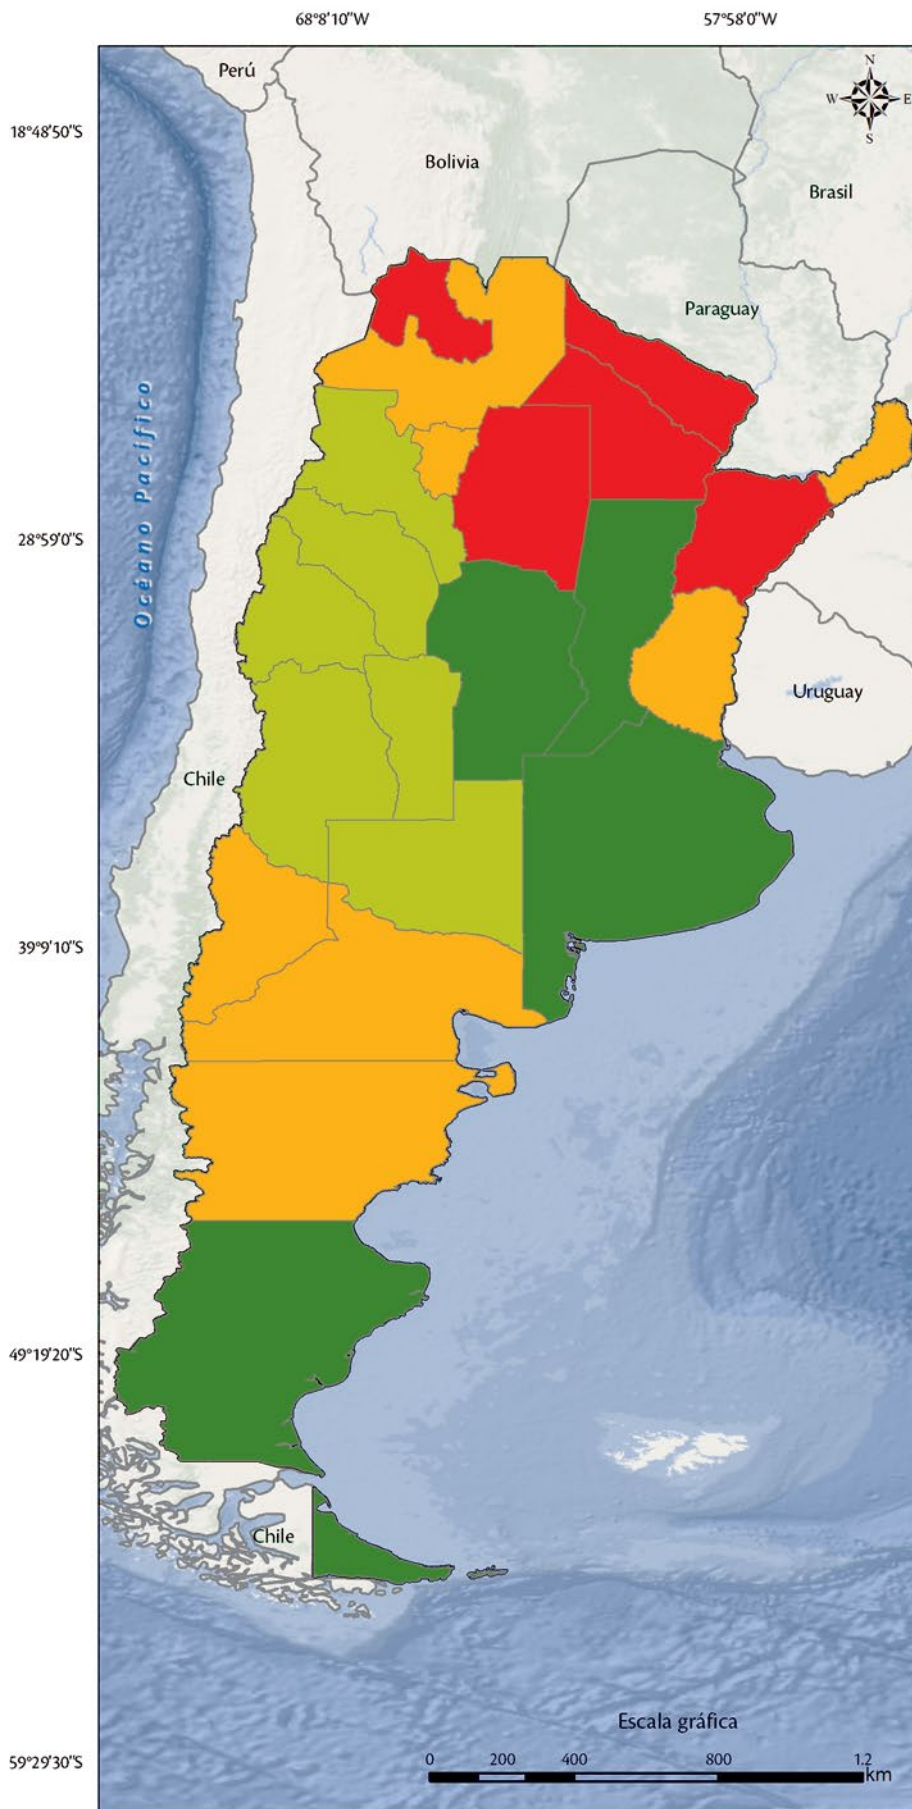 68°8'10"W
57°58'0"W
Perú
N
W
E
S
18°48'50"S
Bolivia
Brasil
Paraguay
Océano Pacífico
28°59'0"S
Uruguay
Chile
39°9'10"S
49°19'20"S
Chile
Escala gráfica
59°29'30"S
0 200 400 800 1.2
km